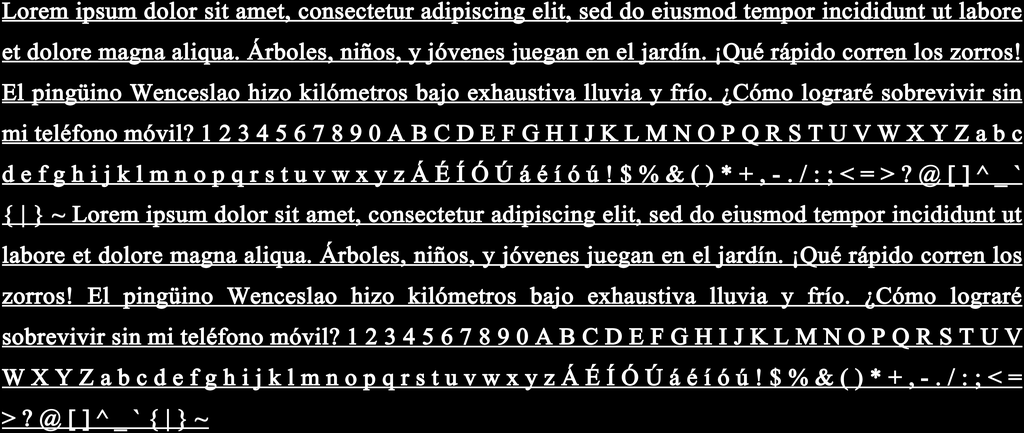 Lorem ipsum dolor sit amet, consectetur adipiscing elit, sed do eiusmod tempor incididunt ut labore
et dolore magna aliqua. Árboles, niños, y jóvenes juegan en el jardín. ¡Qué rápido corren los zorros!
El pingüino Wenceslao hizo kilómetros bajo exhaustiva lluvia y frío. ¿Cómo lograré sobrevivir sin
mi teléfono móvil? 1 2 3 4 5 6 7 8 9 0 A B C D E F G H I J K L M N O P Q R S T U V W X Y Z a b c
d e f g h i j k l m n o p q r s t u v w x y z Á É Í Ó Ú á é í ó ú ! $ % & ( ) * + , - . / : ; < = > ? @ [ ] ^ _ `
{ | } ~ Lorem ipsum dolor sit amet, consectetur adipiscing elit, sed do eiusmod tempor incididunt ut
labore et dolore magna aliqua. Árboles, niños, y jóvenes juegan en el jardín. ¡Qué rápido corren los
zorros! El pingüino Wenceslao hizo kilómetros bajo exhaustiva lluvia y frío. ¿Cómo lograré
sobrevivir sin mi teléfono móvil? 1 2 3 4 5 6 7 8 9 0 A B C D E F G H I J K L M N O P Q R S T U V
W X Y Z a b c d e f g h i j k l m n o p q r s t u v w x y z Á É Í Ó Ú á é í ó ú ! $ % & ( ) * + , - . / : ; < =
> ? @ [ ] ^ _ ` { | } ~